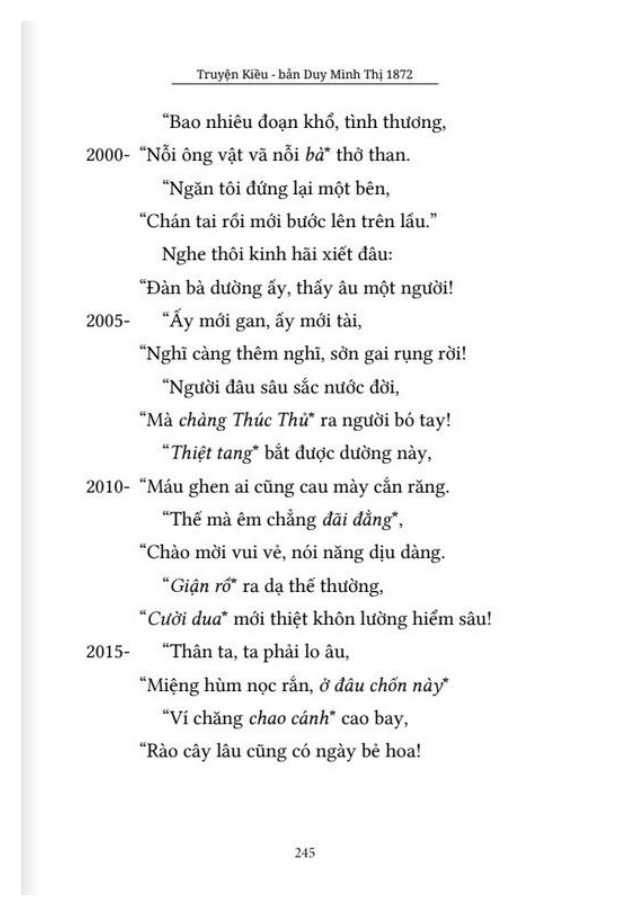 Truyện Kiều - bản Duy Minh Thị 1872
“Bao nhiêu đoạn khổ, tình thương,
2000- “Nỗi ông vật vã nỗi bà* thở than.
“Ngăn tôi đứng lại một bên,
“Chán tai rồi mới bước lên trên lầu.”
Nghe thôi kinh hãi xiết đâu:
“Đàn bà dường ấy, thấy âu một người!
2005- “Ấy mới gan, ấy mới tài,
“Nghĩ càng thêm nghĩ, sởn gai rụng rời!
“Người đâu sâu sắc nước đời,
“Mà chàng Thúc Thủ* ra người bó tay!
“Thiệt tang* bắt được dường này,
2010- “Máu ghen ai cũng cau mày cắn răng.
“Thế mà êm chẳng đãi đằng*,
“Chào mời vui vẻ, nói năng dịu dàng.
“Giận rồ* ra dạ thế thường,
“Cười dua* mới thiệt khôn lường hiểm sâu!
2015- “Thân ta, ta phải lo âu,
“Miệng hùm nọc rắn, ở đâu chốn này*
“Ví chăng chao cánh* cao bay,
“Rào cây lâu cũng có ngày bẻ hoa!
245